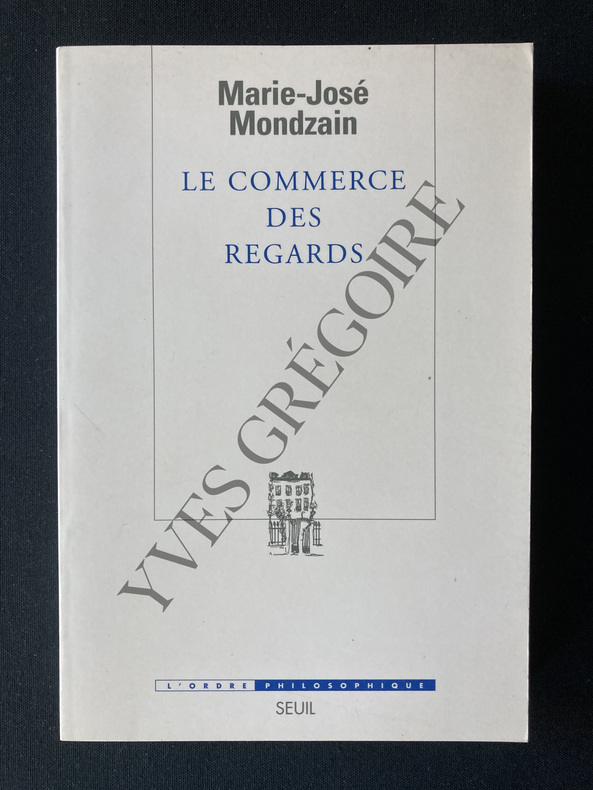 Marie-José
Mondzain
LE COMMERCE
DES
REGARDS
YVES GRÉGOIRE
L'ORDRE PHILOSOPHIQUE
SEUIL